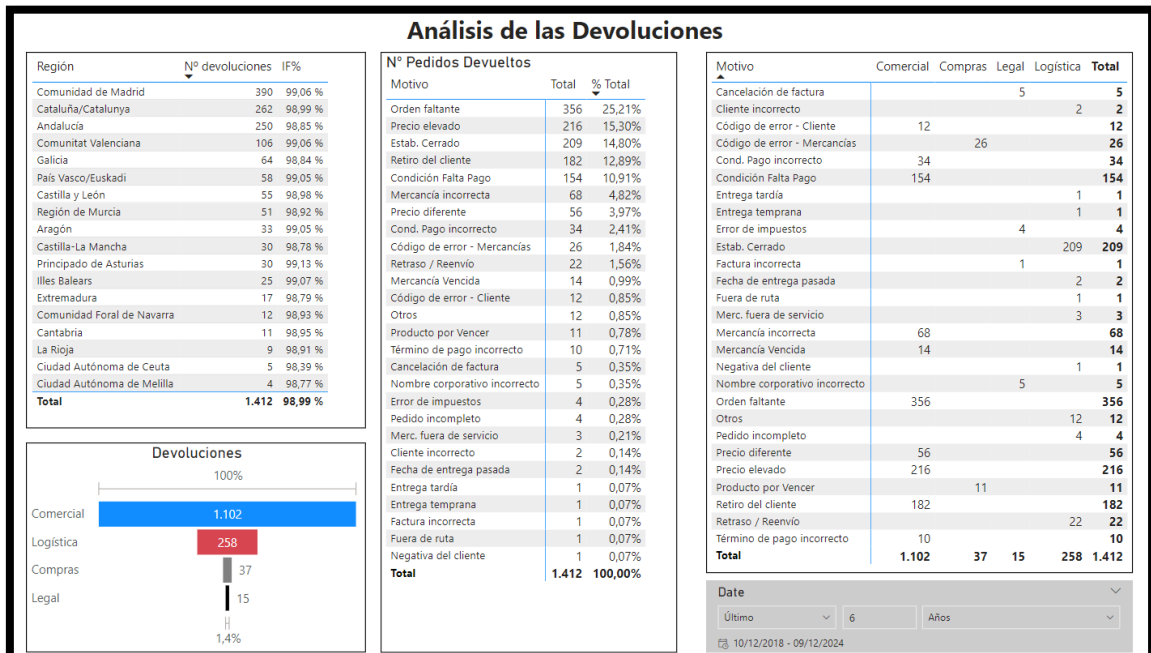 Análisis de las Devoluciones
Región Nº devoluciones IF%
Comunidad de Madrid 390 99,06 %
Cataluña/Catalunya 262 98,99 %
Andalucía 250 98,85 %
Comunitat Valenciana 106 99,06 %
Galicia 64 98,84 %
País Vasco/Euskadi 58 99,05 %
Castilla y León 55 98,98 %
Región de Murcia 51 98,92 %
Aragón 33 99,05 %
Castilla-La Mancha 30 98,78 %
Principado de Asturias 30 99,13 %
Illes Balears 25 99,07 %
Extremadura 17 98,79 %
Comunidad Foral de Navarra 12 98,93 %
Cantabria 11 98,95 %
La Rioja 9 98,91 %
Ciudad Autónoma de Ceuta 5 98,39 %
Ciudad Autónoma de Melilla 4 98,77 %
Total 1.412 98,99 %
Devoluciones
100%
Comercial 1.102
Logística 258
Compras 37
Legal 15
1,4%
Nº Pedidos Devueltos
Motivo Total % Total
Orden faltante 356 25,21%
Precio elevado 216 15,30%
Estab. Cerrado 209 14,80%
Retiro del cliente 182 12,89%
Condición Falta Pago 154 10,91%
Mercancía incorrecta 68 4,82%
Precio diferente 56 3,97%
Cond. Pago incorrecto 34 2,41%
Código de error - Mercancías 26 1,84%
Retraso / Reenvío 22 1,56%
Mercancía Vencida 14 0,99%
Código de error - Cliente 12 0,85%
Otros 12 0,85%
Producto por Vencer 11 0,78%
Término de pago incorrecto 10 0,71%
Cancelación de factura 5 0,35%
Nombre corporativo incorrecto 5 0,35%
Error de impuestos 4 0,28%
Pedido incompleto 4 0,28%
Merc. fuera de servicio 3 0,21%
Cliente incorrecto 2 0,14%
Fecha de entrega pasada 2 0,14%
Entrega tardía 1 0,07%
Entrega temprana 1 0,07%
Factura incorrecta 1 0,07%
Fuera de ruta 1 0,07%
Negativa del cliente 1 0,07%
Total 1.412 100,00%
Motivo Comercial Compras Legal Logística Total
Cancelación de factura 5 5
Cliente incorrecto 2 2
Código de error - Cliente 12 12
Código de error - Mercancías 26 26
Cond. Pago incorrecto 34 34
Condición Falta Pago 154 154
Entrega tardía 1 1
Entrega temprana 1 1
Error de impuestos 4 4
Estab. Cerrado 209 209
Factura incorrecta 1 1
Fecha de entrega pasada 2 2
Fuera de ruta 1 1
Merc. fuera de servicio 3 3
Mercancía incorrecta 68 68
Mercancía Vencida 14 14
Negativa del cliente 1 1
Nombre corporativo incorrecto 5 5
Orden faltante 356 356
Otros 12 12
Pedido incompleto 4 4
Precio diferente 56 56
Precio elevado 216 216
Producto por Vencer 11 11
Retiro del cliente 182 182
Retraso / Reenvío 22 22
Término de pago incorrecto 10 10
Total 1.102 37 15 258 1.412
Date
Último 6 Años
10/12/2018 - 09/12/2024